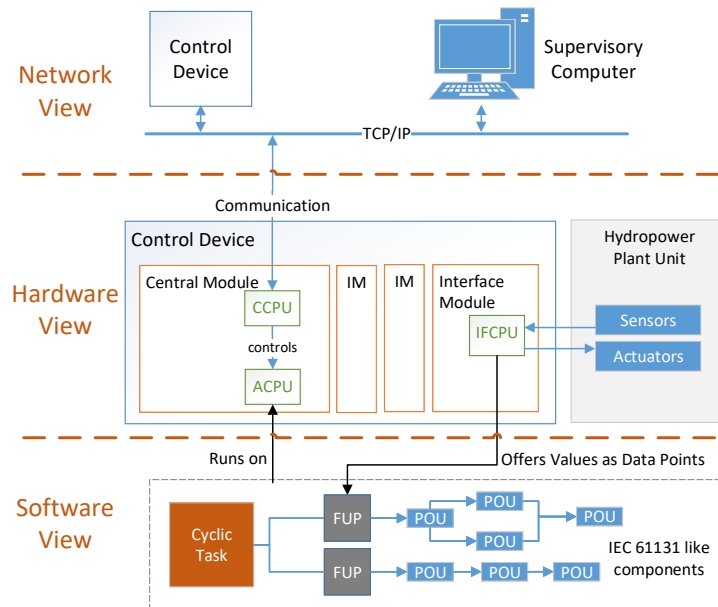 Network
View
Control
Device
Supervisory
Computer
TCP/IP
Communication
Hardware
View
Control Device
Central Module
CCPU
controls
ACPU
IM
IM
Interface
Module
IFCPU
Hydropower
Plant Unit
Sensors
Actuators
Runs on
Offers Values as Data Points
Software
View
Cyclic
Task
FUP
POU
POU
POU
POU
FUP
POU
POU
POU
IEC 61131 like
components